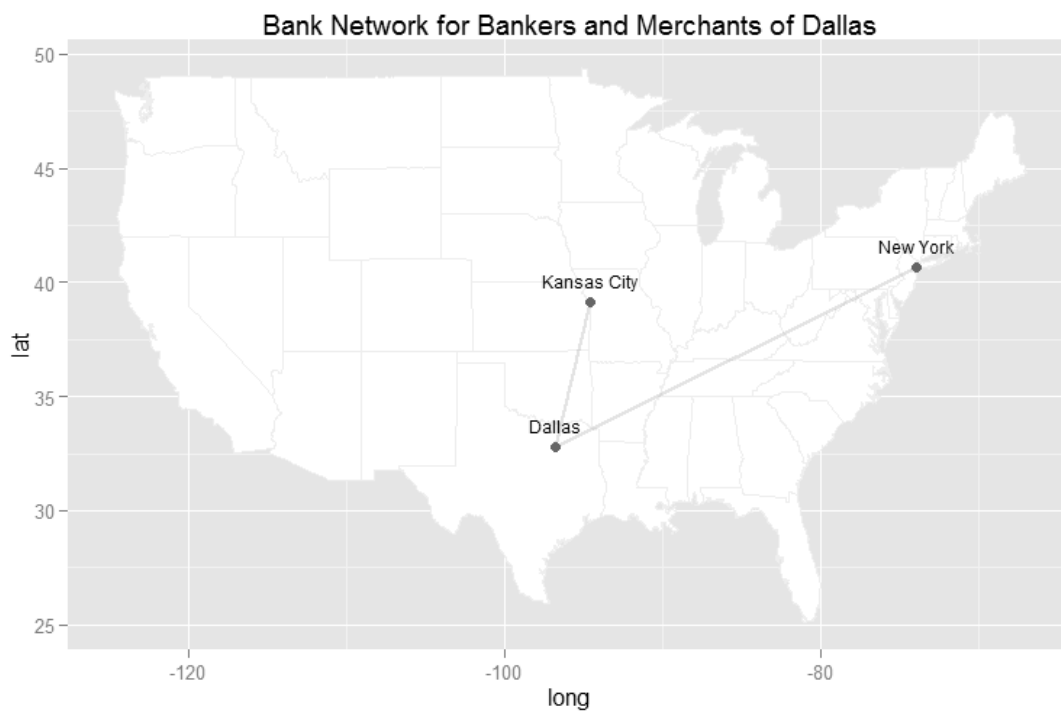 Bank Network for Bankers and Merchants of Dallas
50
45
New York
40
Kansas City
lat
35
Dallas
30
25
-120
-100
-80
long